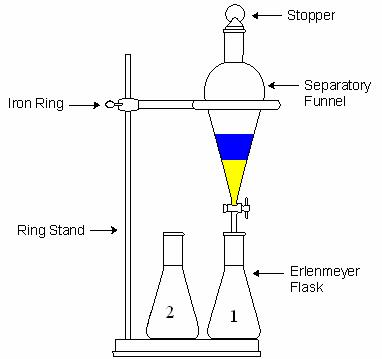 Stopper
Separatory
Funnel
Iron Ring
Ring Stand
Erlenmeyer
Flask
2
1